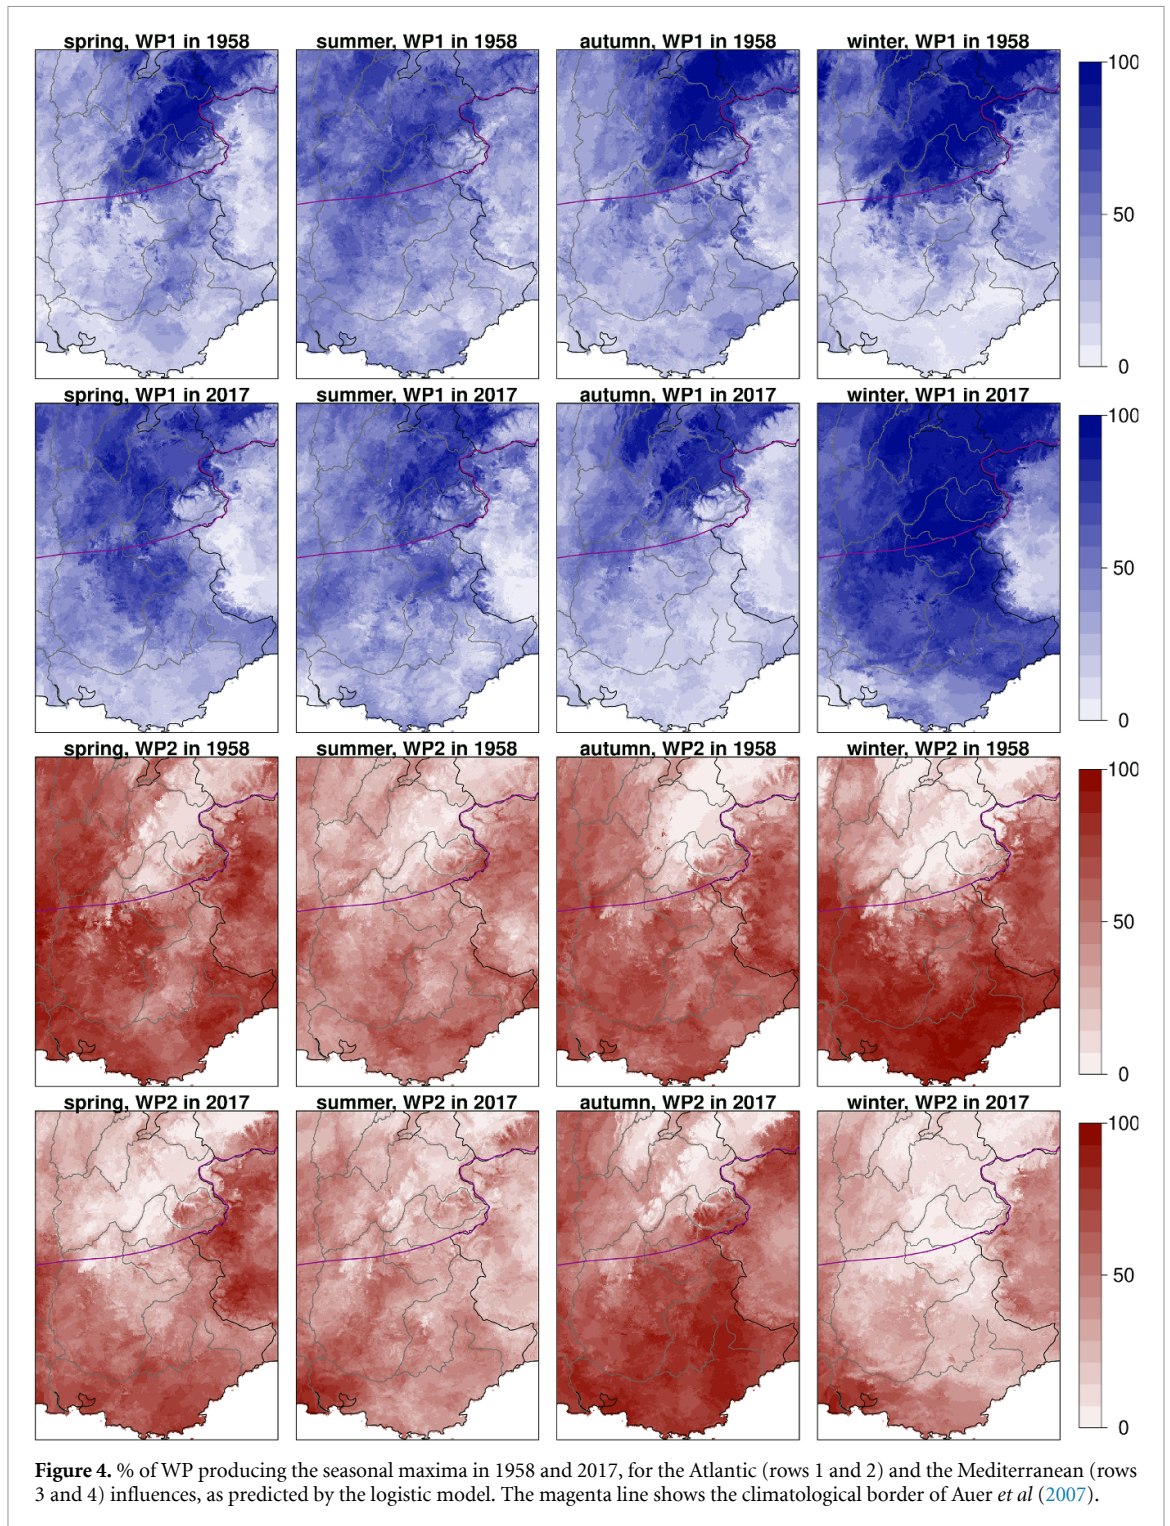 spring, WP1 in 1958
summer, WP1 in 1958
autumn, WP1 in 1958
winter, WP1 in 1958
100
50
0
spring, WP1 in 2017
summer, WP1 in 2017
autumn, WP1 in 2017
winter, WP1 in 2017
100
50
0
spring, WP2 in 1958
summer, WP2 in 1958
autumn, WP2 in 1958
winter, WP2 in 1958
100
50
0
spring, WP2 in 2017
summer, WP2 in 2017
autumn, WP2 in 2017
winter, WP2 in 2017
100
50
0
Figure 4. % of WP producing the seasonal maxima in 1958 and 2017, for the Atlantic (rows 1 and 2) and the Mediterranean (rows
3 and 4) influences, as predicted by the logistic model. The magenta line shows the climatological border of Auer et al (2007).